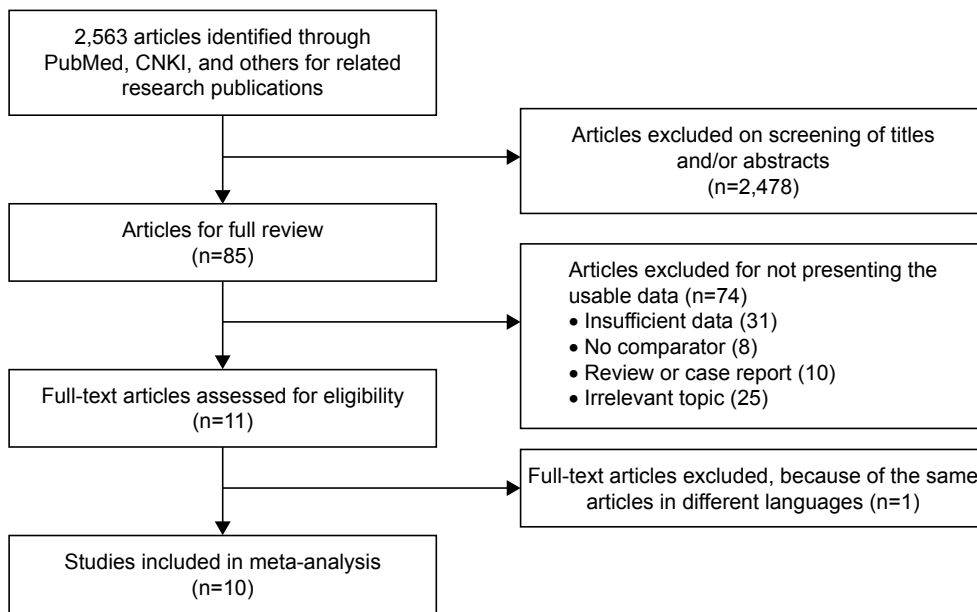 2,563 articles identified through
PubMed, CNKI, and others for related
research publications
Articles excluded on screening of titles
and/or abstracts
(n=2,478)
Articles for full review
(n=85)
Articles excluded for not presenting the
usable data (n=74)
• Insufficient data (31)
• No comparator (8)
• Review or case report (10)
• Irrelevant topic (25)
Full-text articles assessed for eligibility
(n=11)
Full-text articles excluded, because of the same
articles in different languages (n=1)
Studies included in meta-analysis
(n=10)